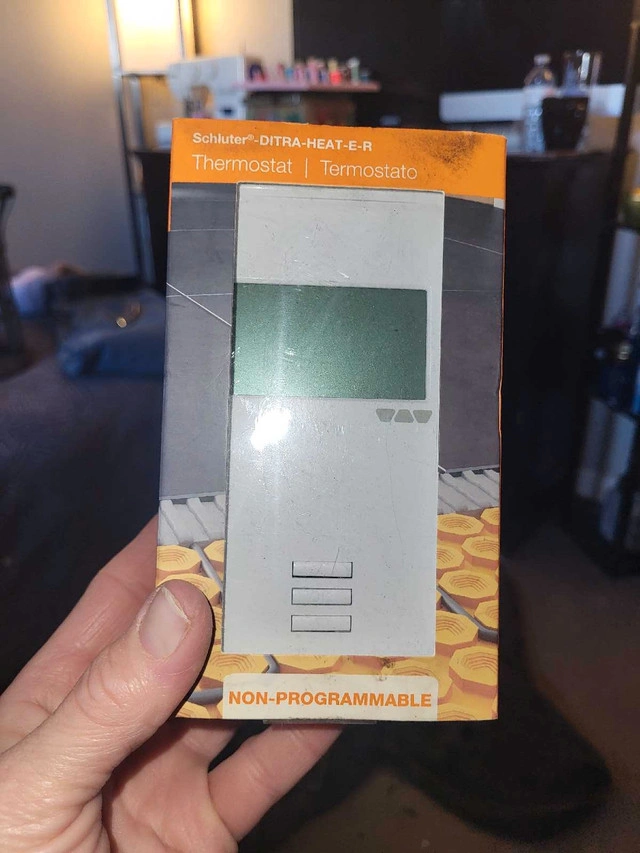 Schluter®-DITRA-HEAT-E-R
Thermostat | Termostato
NON-PROGRAMMABLE